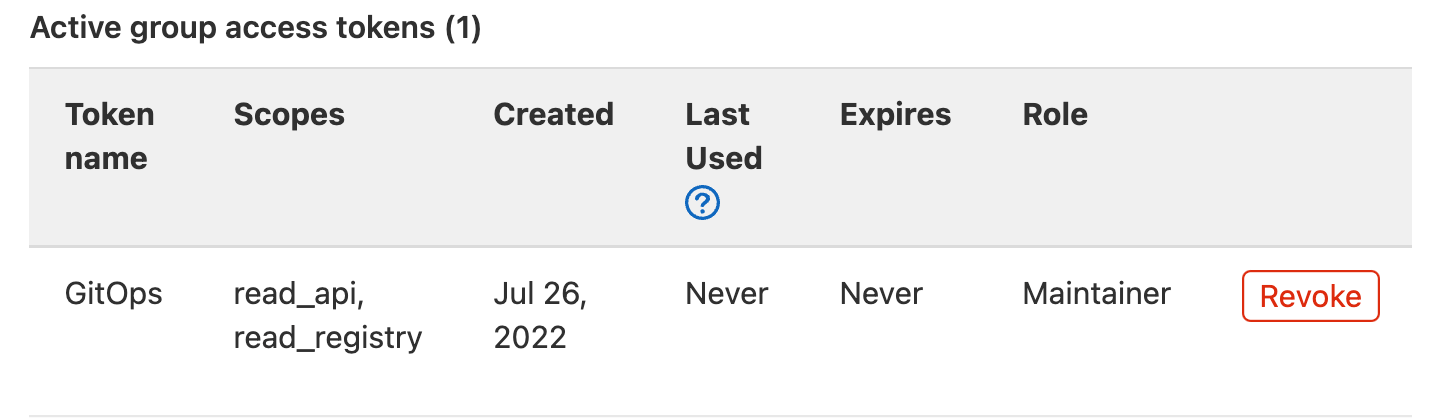 Active group access tokens (1)
Token name Scopes Created Last Used Expires Role
GitOps read_api, read_registry Jul 26, 2022 Never Never Maintainer Revoke